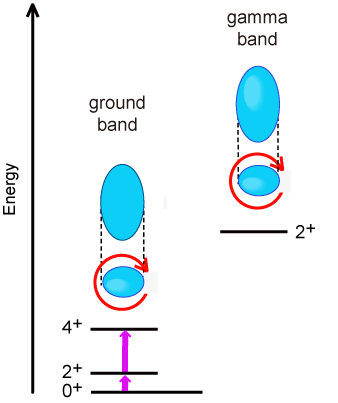 gamma
band
ground
band
Energy
2+
4+
2+
0+